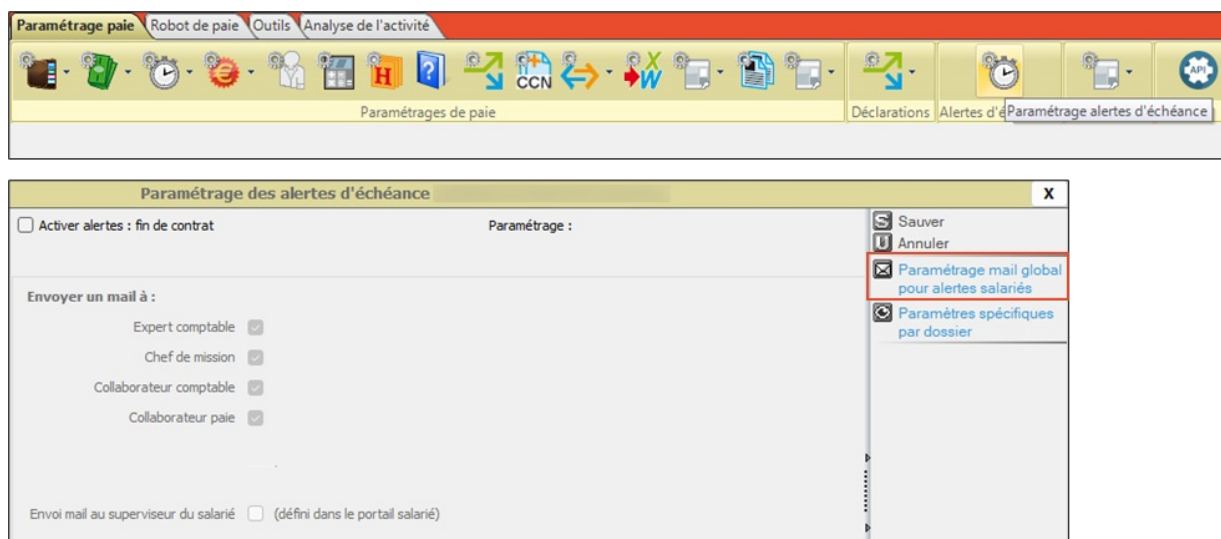 Paramétrage paie Robot de paie Outils Analyse de l'activité
H ? CCN X W API
Paramétrages de paie Déclarations Alertes d'é Paramétrage alertes d'échéance
Paramétrage des alertes d'échéance X
Activer alertes : fin de contrat Paramétrage :
Sauver
Annuler
Paramétrage mail global
pour alertes salariés
Paramètres spécifiques
par dossier
Envoyer un mail à :
Expert comptable
Chef de mission
Collaborateur comptable
Collaborateur paie
Envoi mail au superviseur du salarié (défini dans le portail salarié)